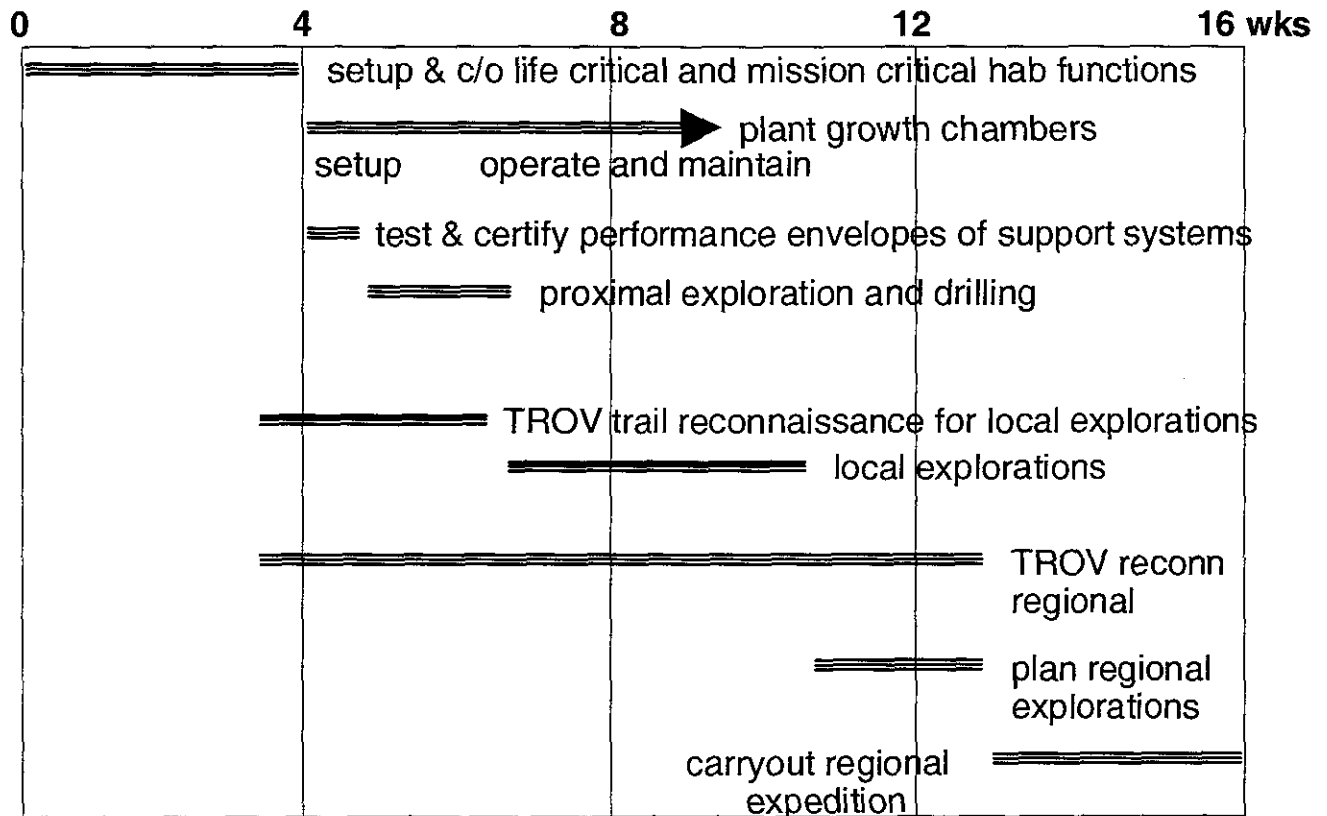 0 4 8 12 16 wks
setup & c/o life critical and mission critical hab functions
plant growth chambers
setup operate and maintain
test & certify performance envelopes of support systems
proximal exploration and drilling
TROV trail reconnaissance for local explorations
local explorations
TROV reconn
regional
plan regional
explorations
carryout regional
expedition